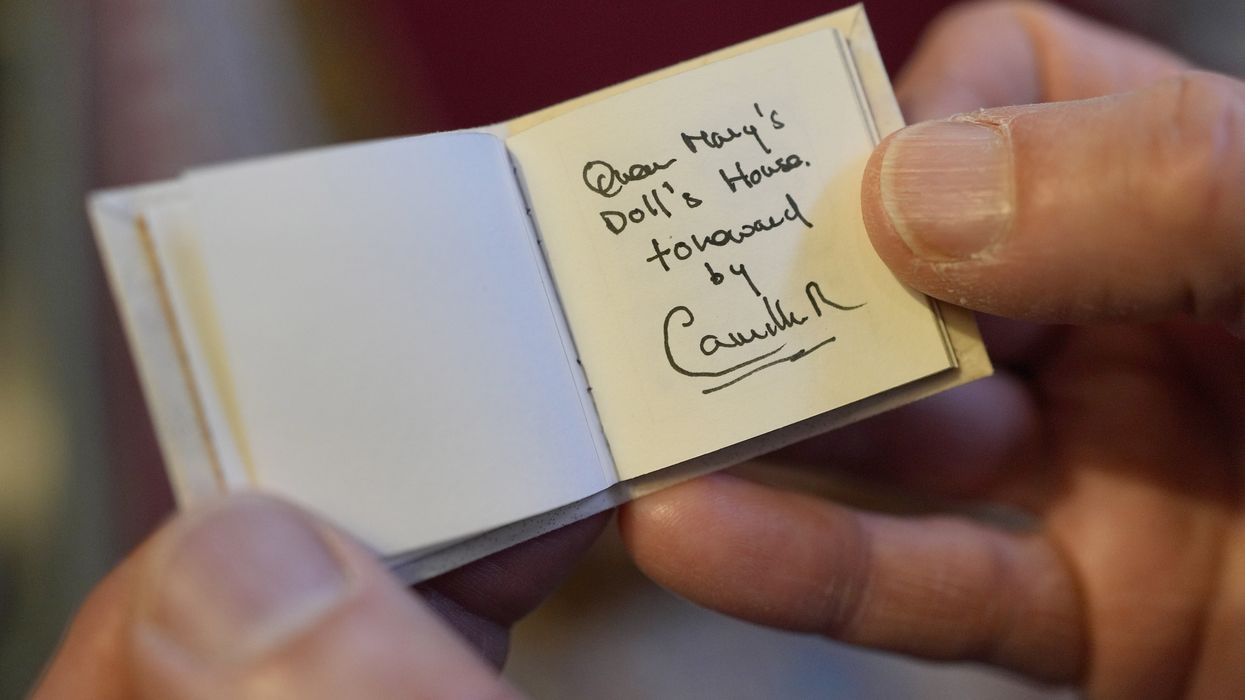 Queen Mary's
Doll's House.
foreword
by
Camilla R